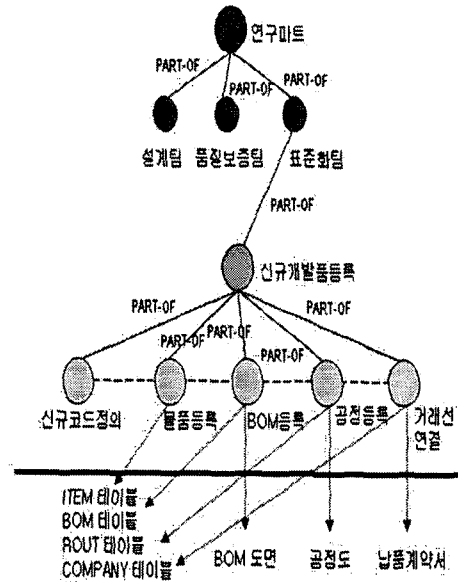 연구파트
PART-OF
PART-OF
PART-OF
설계팀 품질보증팀 표준화팀
PART-OF
신규개발품등록
PART-OF
PART-OF
PART-OF
PART-OF
PART-OF
신규코드정의 물품등록 BOM등록 공정등록 거래선
연결
ITEM 테이블
BOM 테이블
ROUT 테이블
COMPANY 테이블
BOM 도면 공정도 납품계약서